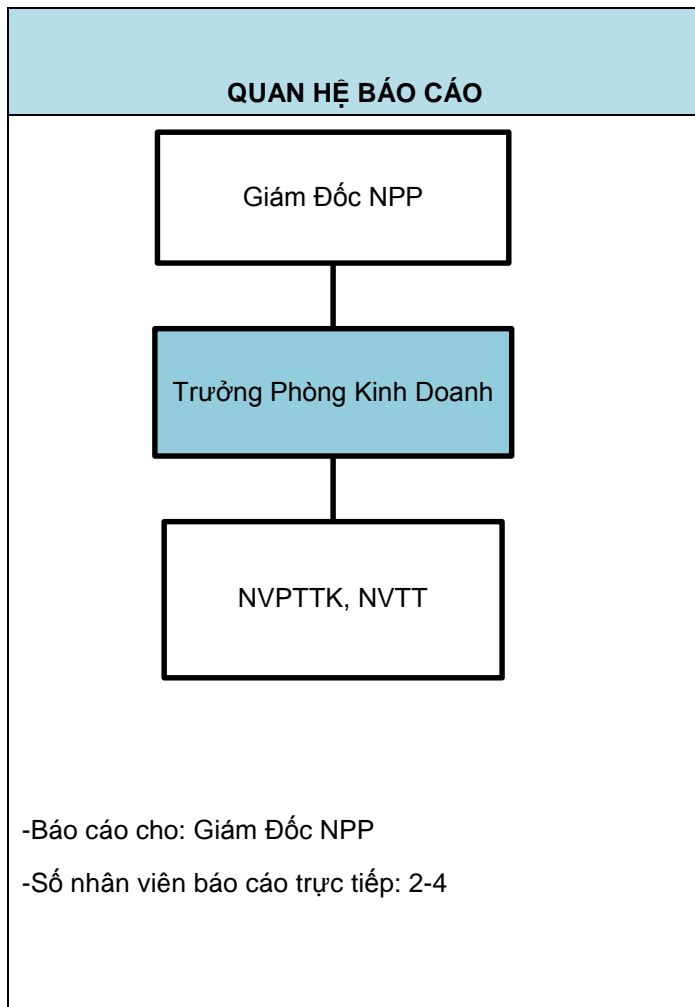 QUAN HỆ BÁO CÁO
Giám Đốc NPP
Trưởng Phòng Kinh Doanh
NVPTTK, NVTT
-Báo cáo cho: Giám Đốc NPP
-Số nhân viên báo cáo trực tiếp: 2-4